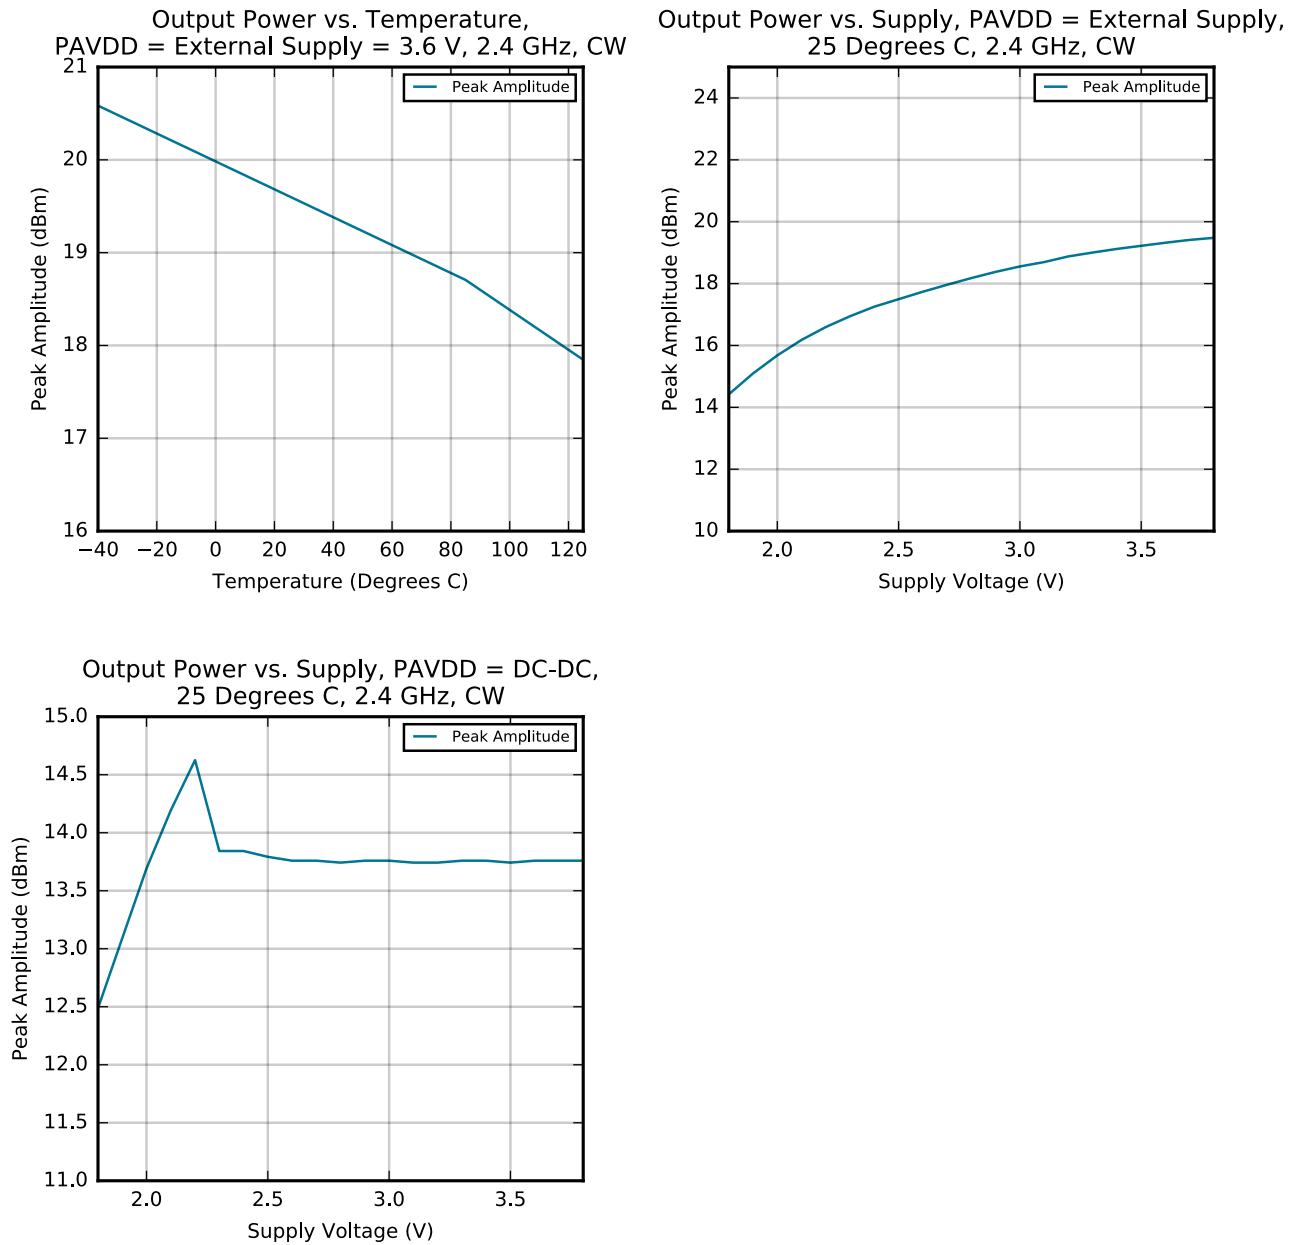 Output Power vs. Temperature,
PAVDD = External Supply = 3.6 V, 2.4 GHz, CW
21
20
19
18
17
16
Peak Amplitude (dBm)
Peak Amplitude
−40 −20 0 20 40 60 80 100 120
Temperature (Degrees C)
Output Power vs. Supply, PAVDD = External Supply,
25 Degrees C, 2.4 GHz, CW
24
22
20
18
16
14
12
10
Peak Amplitude (dBm)
Peak Amplitude
2.0 2.5 3.0 3.5
Supply Voltage (V)
Output Power vs. Supply, PAVDD = DC-DC,
25 Degrees C, 2.4 GHz, CW
15.0
14.5
14.0
13.5
13.0
12.5
12.0
11.5
11.0
Peak Amplitude (dBm)
Peak Amplitude
2.0 2.5 3.0 3.5
Supply Voltage (V)